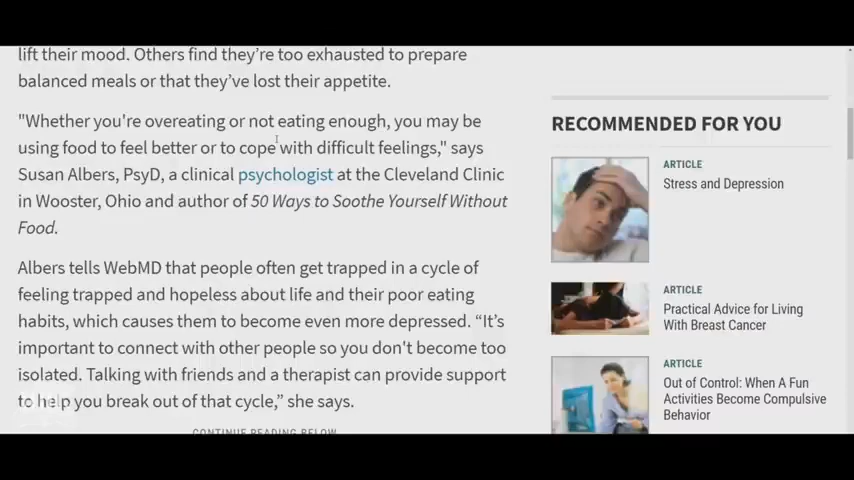 lift their mood. Others find they're too exhausted to prepare
balanced meals or that they've lost their appetite.
"Whether you're overeating or not eating enough, you may be
using food to feel better or to cope with difficult feelings," says
Susan Albers, PsyD, a clinical psychologist at the Cleveland Clinic
in Wooster, Ohio and author of 50 Ways to Soothe Yourself Without
Food.
Albers tells WebMD that people often get trapped in a cycle of
feeling trapped and hopeless about life and their poor eating
habits, which causes them to become even more depressed. “It's
important to connect with other people so you don't become too
isolated. Talking with friends and a therapist can provide support
to help you break out of that cycle,” she says.
CONTINUE READING BELOW
RECOMMENDED FOR YOU
ARTICLE
Stress and Depression
ARTICLE
Practical Advice for Living
With Breast Cancer
ARTICLE
Out of Control: When A Fun
Activities Become Compulsive
Behavior